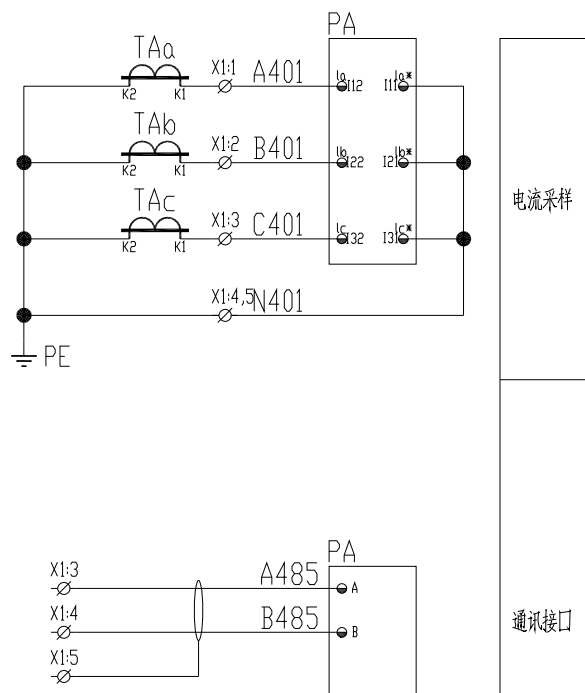 TAa
PA
X1:1
A401
Ia
I12
I11
Ia*
K2
K1
TAb
X1:2
B401
Ib
I22
I21
Ib*
K2
K1
电流采样
TAc
X1:3
C401
Ic
I32
I31
Ic*
K2
K1
X1:4,5
N401
PE
PA
X1:3
A485
A
X1:4
B485
B
通讯接口
X1:5